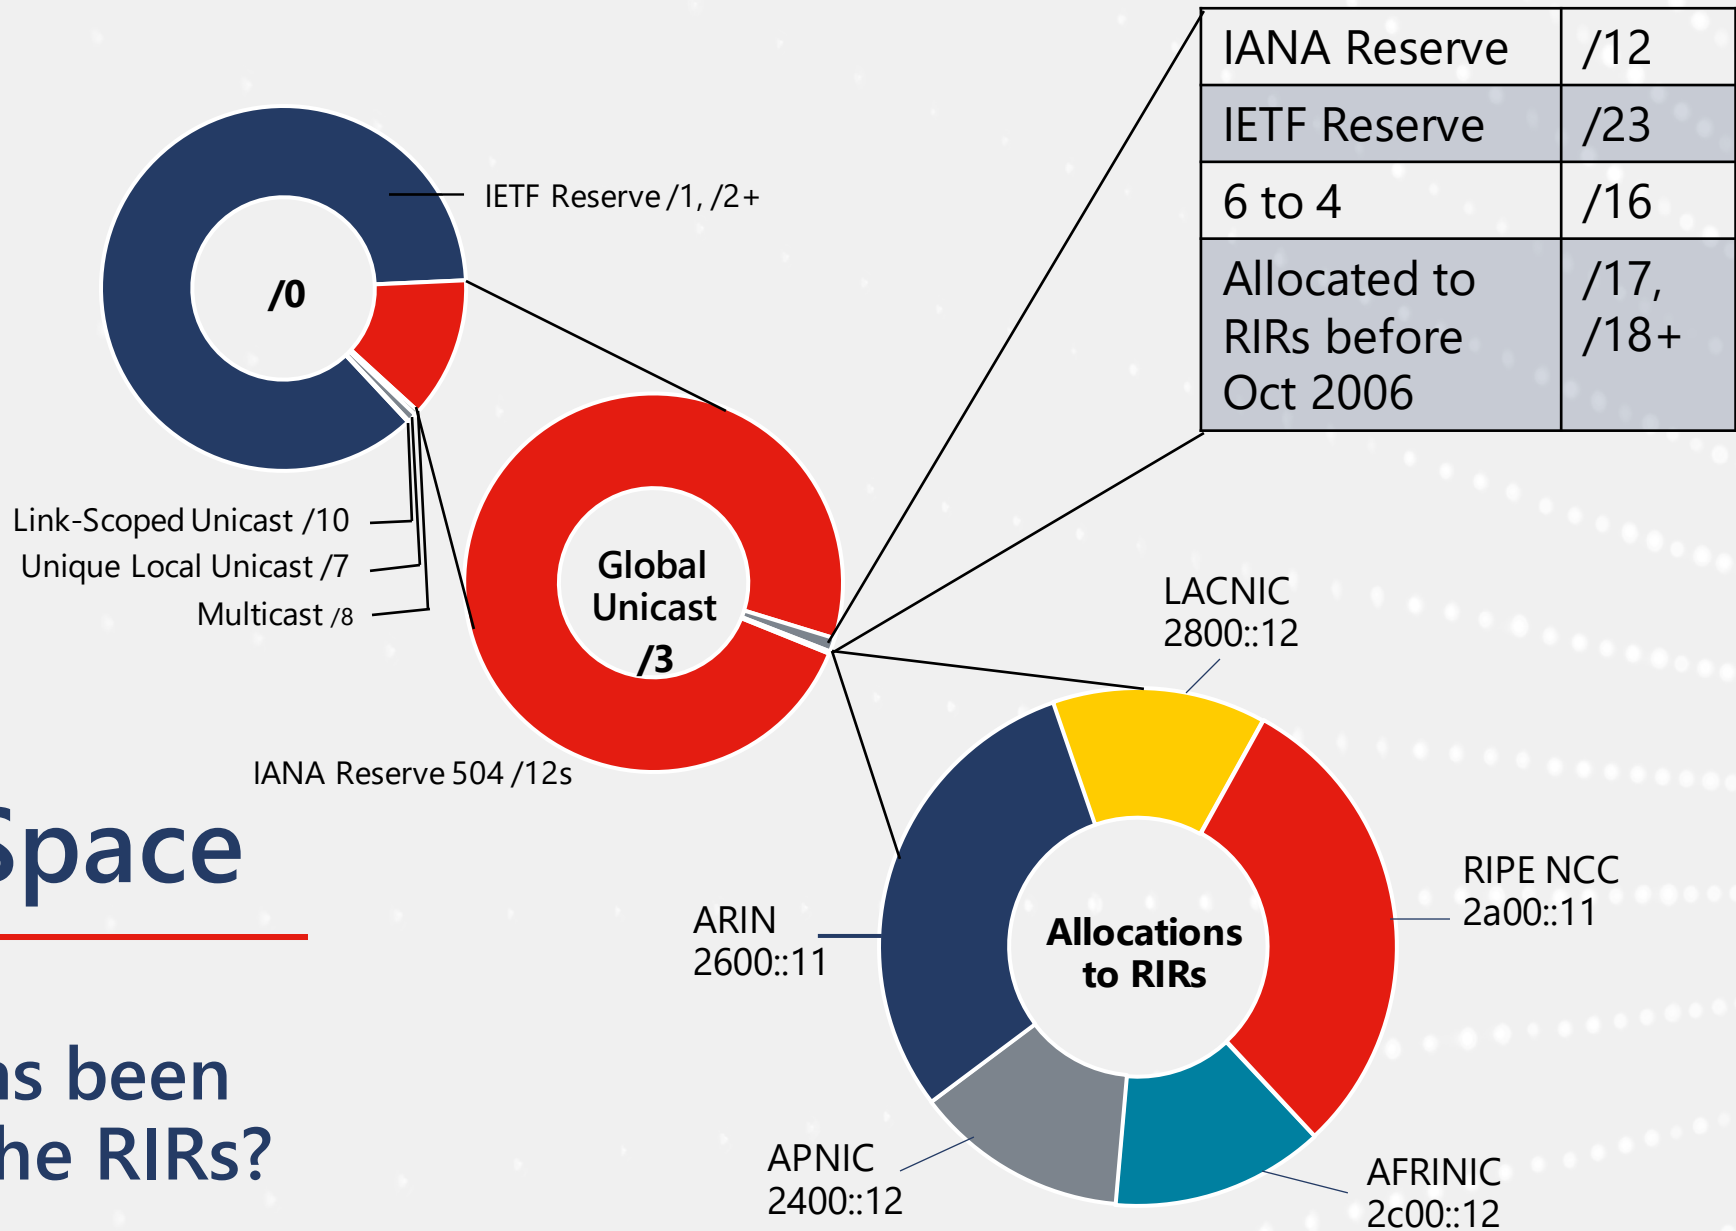 IANA Reserve /12
IETF Reserve /23
6 to 4 /16
Allocated to /17,
RIRs before /18+
Oct 2006
IETF Reserve /1, /2+
/0
Link-Scoped Unicast /10
Unique Local Unicast /7
Multicast /8
Global
Unicast
/3
IANA Reserve 504 /12s
LACNIC
2800::12
RIPE NCC
2a00::11
ARIN
2600::11
Allocations
to RIRs
APNIC
2400::12
AFRINIC
2c00::12
Space
been
he RIRs?